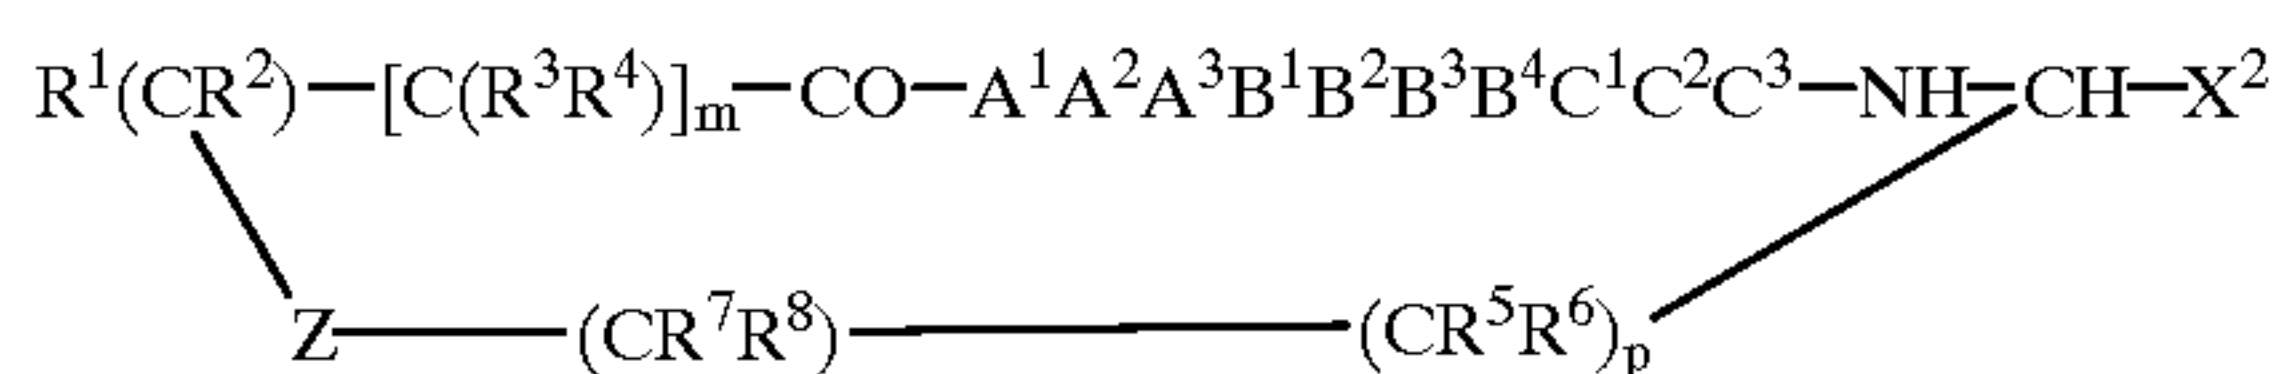 R¹(CR²)—[C(R³R⁴)]ₘ—CO—A¹A²A³B¹B²B³B⁴C¹C²C³—NH—CH—X²
Z—(CR⁷R⁸)—(CR⁵R⁶)ₚ